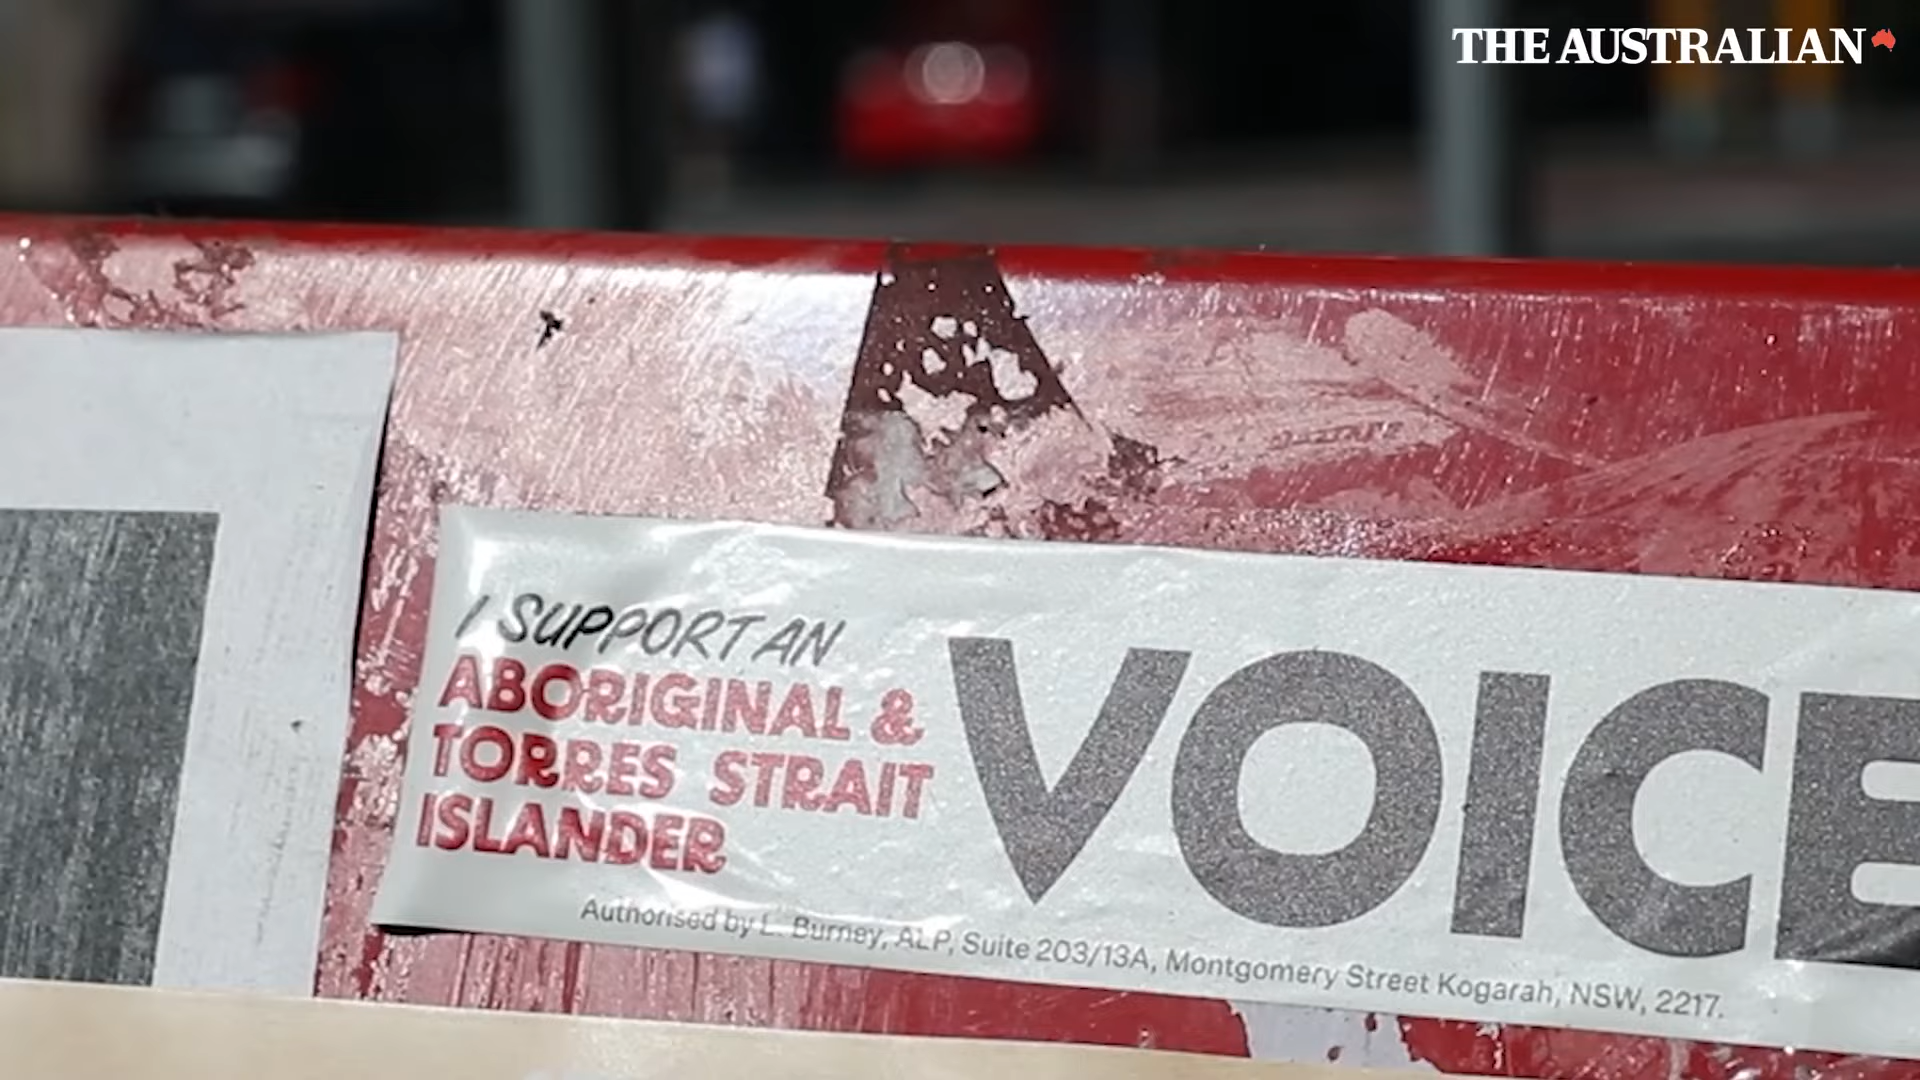 THE AUSTRALIAN
I SUPPORT AN
ABORIGINAL &
TORRES STRAIT
ISLANDER
VOICE
Authorised by L. Burney, ALP, Suite 203/13A, Montgomery Street Kogarah, NSW, 2217.